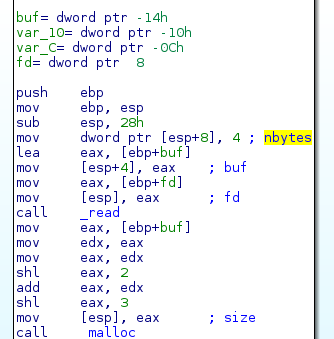 buf= dword ptr -14h
var_10= dword ptr -10h
var_C= dword ptr -0Ch
fd= dword ptr  8

push    ebp
mov     ebp, esp
sub     esp, 28h
mov     dword ptr [esp+8], 4 ; nbytes
lea     eax, [ebp+buf]
mov     [esp+4], eax    ; buf
mov     eax, [ebp+fd]
mov     [esp], eax      ; fd
call    _read
mov     eax, [ebp+buf]
mov     edx, eax
mov     eax, edx
shl     eax, 2
add     eax, edx
shl     eax, 3
mov     [esp], eax      ; size
call    malloc